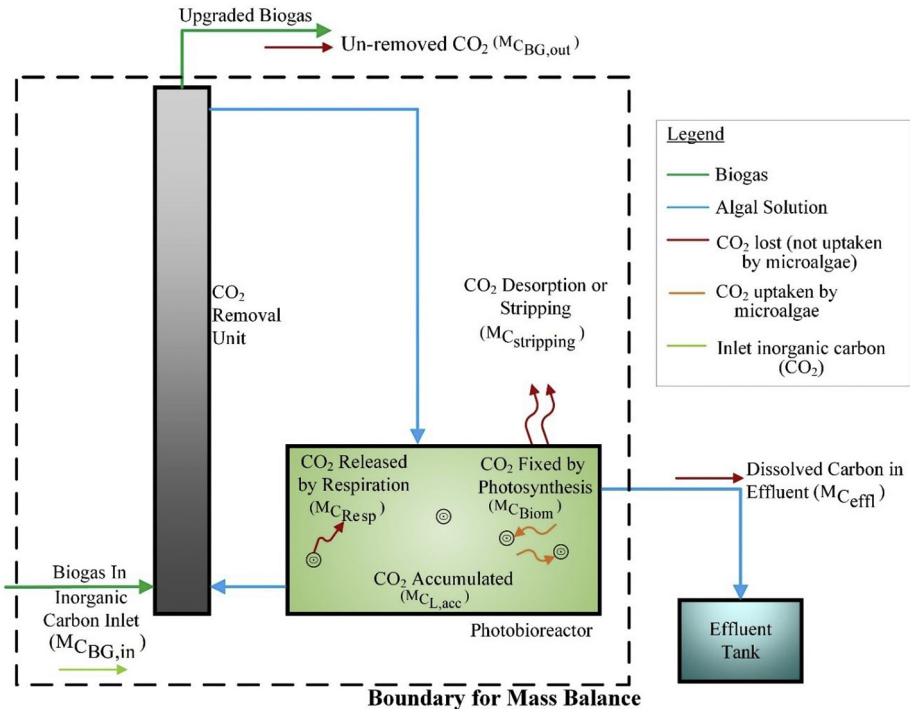 Upgraded Biogas
Un-removed CO₂ (M_C_BG,out)
CO₂
Removal
Unit
CO₂ Desorption or
Stripping
(M_C_stripping)
Legend
Biogas
Algal Solution
CO₂ lost (not uptaken
by microalgae)
CO₂ uptaken by
microalgae
Inlet inorganic carbon
(CO₂)
CO₂ Released
by Respiration
(M_C_Resp)
CO₂ Fixed by
Photosynthesis
(M_C_Biom)
CO₂ Accumulated
(M_C_L,acc)
Photobioreactor
Dissolved Carbon in
Effluent (M_C_effl)
Effluent
Tank
Biogas In
Inorganic
Carbon Inlet
(M_C_BG,in)
Boundary for Mass Balance